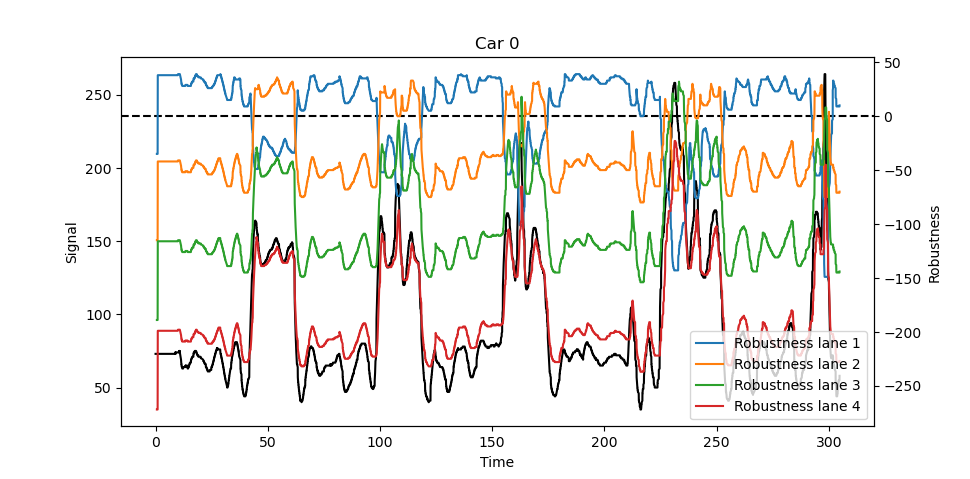 Car 0
250
200
150
100
50
Signal
50
0
−50
−100
−150
−200
−250
Robustness
Robustness lane 1
Robustness lane 2
Robustness lane 3
Robustness lane 4
0
50
100
150
200
250
300
Time